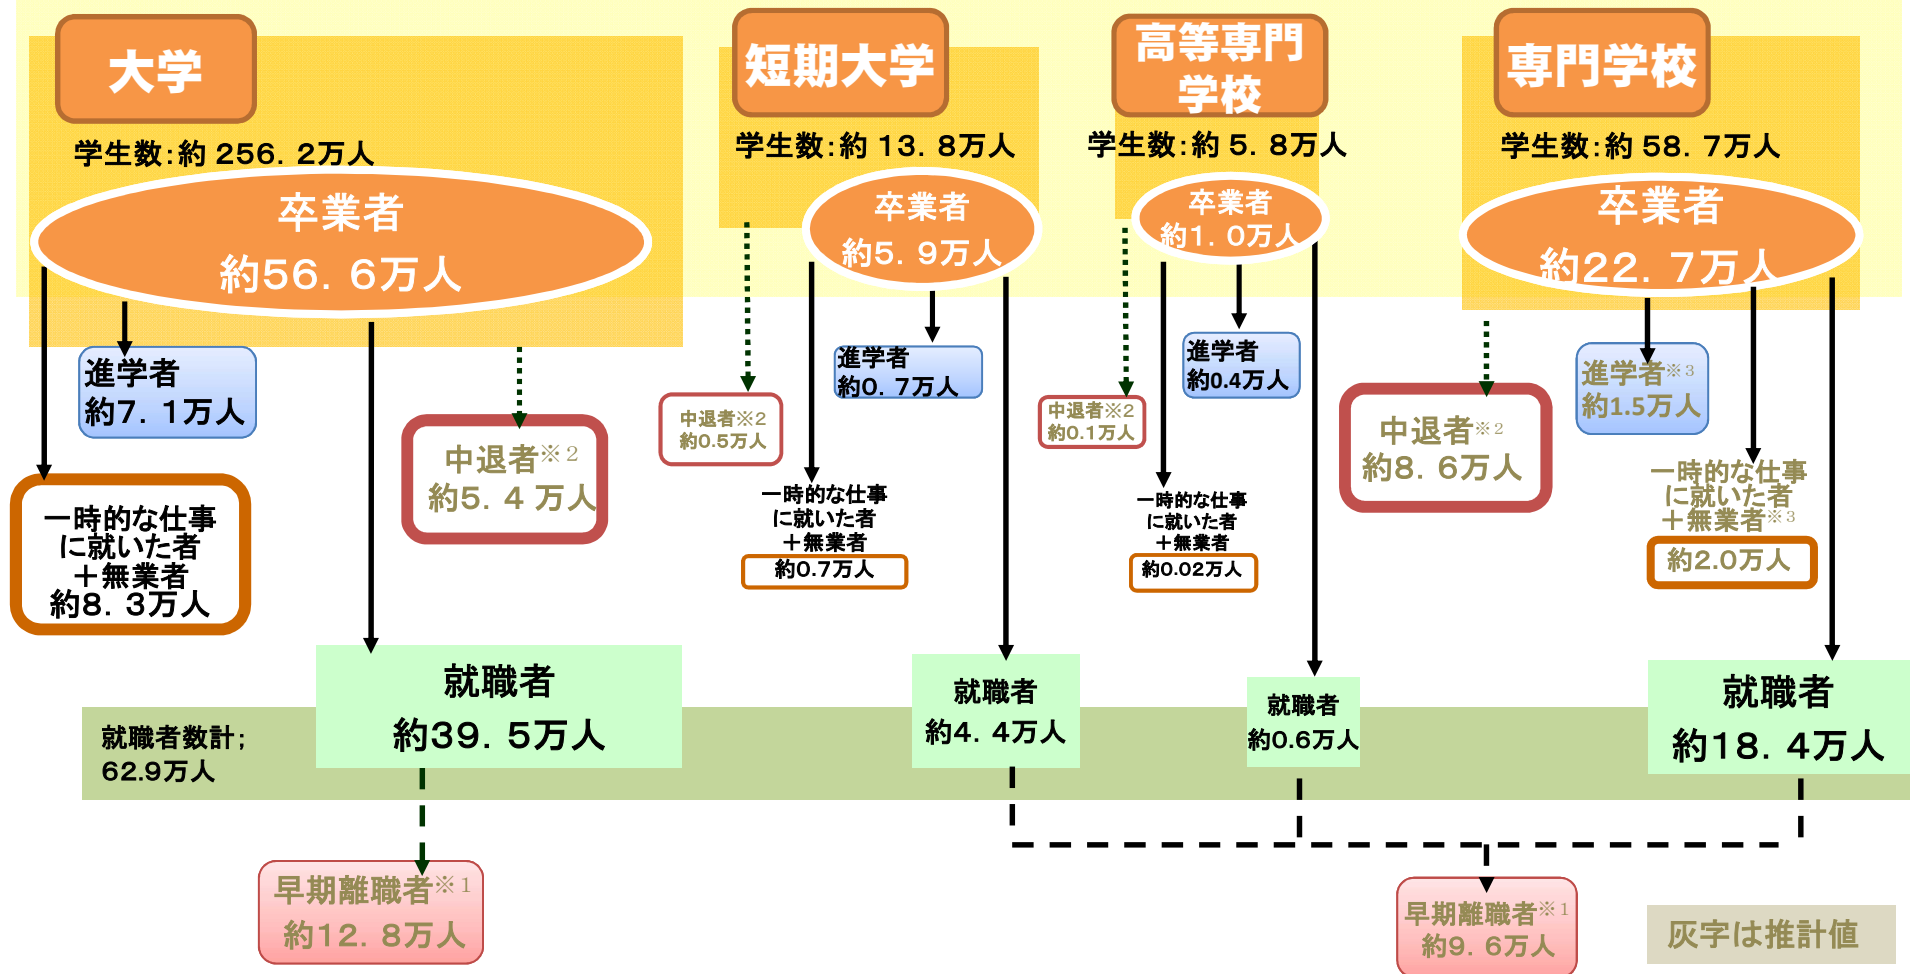 大学
学生数:約 256. 2万人
卒業者
約56. 6万人
進学者
約7. 1万人
一時的な仕事
に就いた者
＋無業者
約8. 3万人
中退者※2
約5. 4 万人
就職者
約39. 5万人
早期離職者※1
約12. 8万人
短期大学
学生数:約 13. 8万人
卒業者
約5. 9万人
中退者※2
約0.5万人
進学者
約0. 7万人
一時的な仕事
に就いた者
＋無業者
約0.7万人
就職者
約4. 4万人
高等専門
学校
学生数:約 5. 8万人
卒業者
約1. 0万人
中退者※2
約0.1万人
進学者
約0.4万人
一時的な仕事
に就いた者
＋無業者
約0.02万人
就職者
約0.6万人
専門学校
学生数:約 58. 7万人
卒業者
約22. 7万人
中退者※2
約8. 6万人
進学者※3
約1.5万人
一時的な仕事
に就いた者
＋無業者※3
約2.0万人
就職者
約18. 4万人
就職者数計;
62.9万人
早期離職者※1
約9. 6万人
灰字は推計値